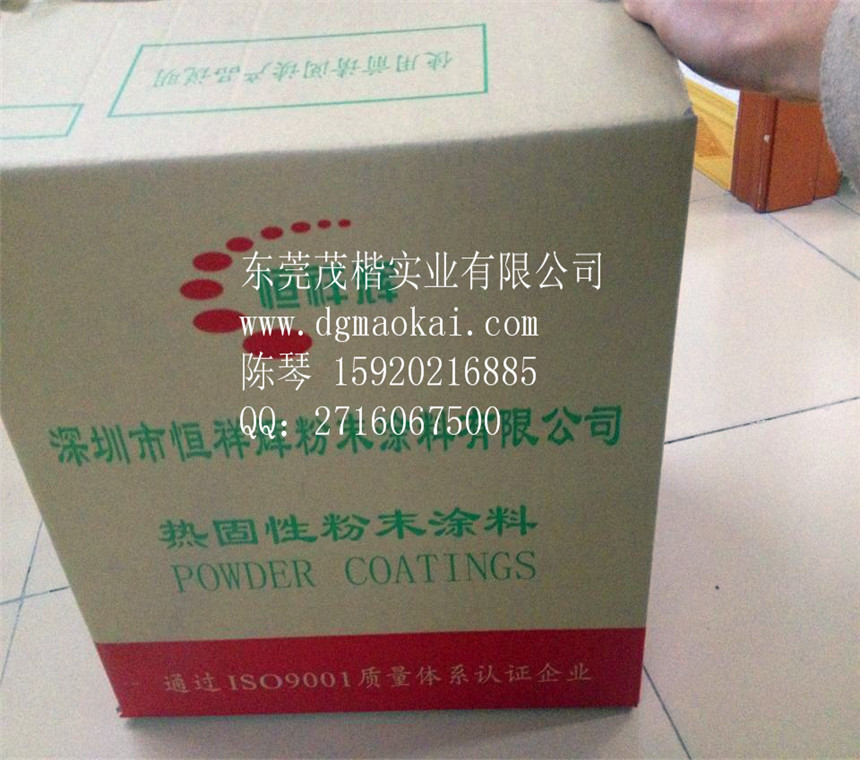 使用前请阅读产品说明
东莞茂楷实业有限公司
恒祥辉
www.dgmaokai.com
陈琴 15920216885
QQ: 2716067500
深圳市恒祥辉粉末涂料有限公司
热固性粉末涂料
POWDER COATINGS
通过ISO9001质量体系认证企业